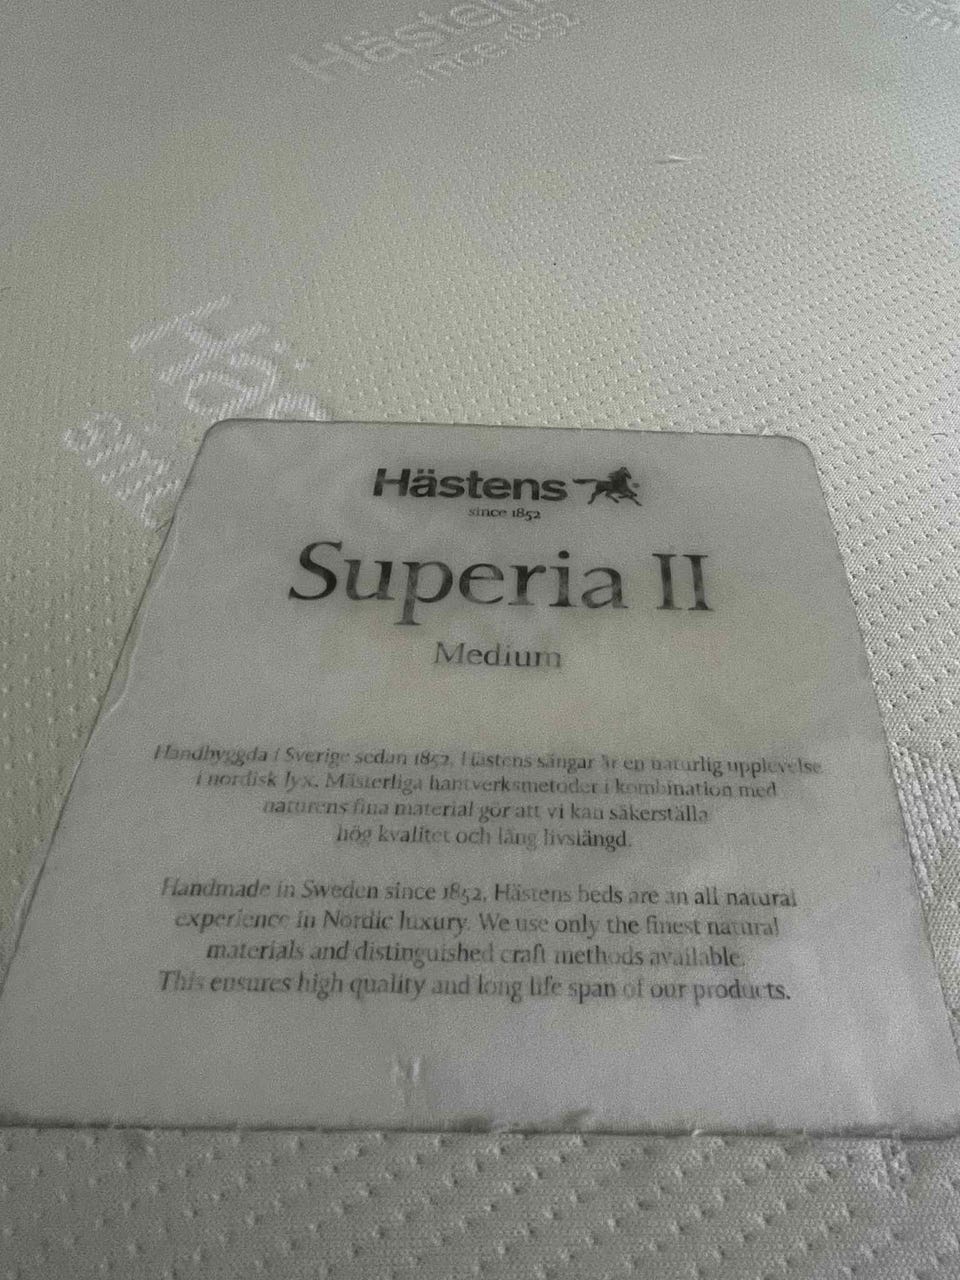 Hästens
since 1852
Hästens
since 1852
Superia II
Medium
Handbyggda i Sverige sedan 1852. Hästens sängar är en naturlig upplevelse
i nordisk lyx. Mästerliga hantverksmetoder i kombination med
naturens fina material gör att vi kan säkerställa
hög kvalitet och lång livslängd.
Handmade in Sweden since 1852, Hästens beds are an all natural
experience in Nordic luxury. We use only the finest natural
materials and distinguished craft methods available.
This ensures high quality and long life span of our products.